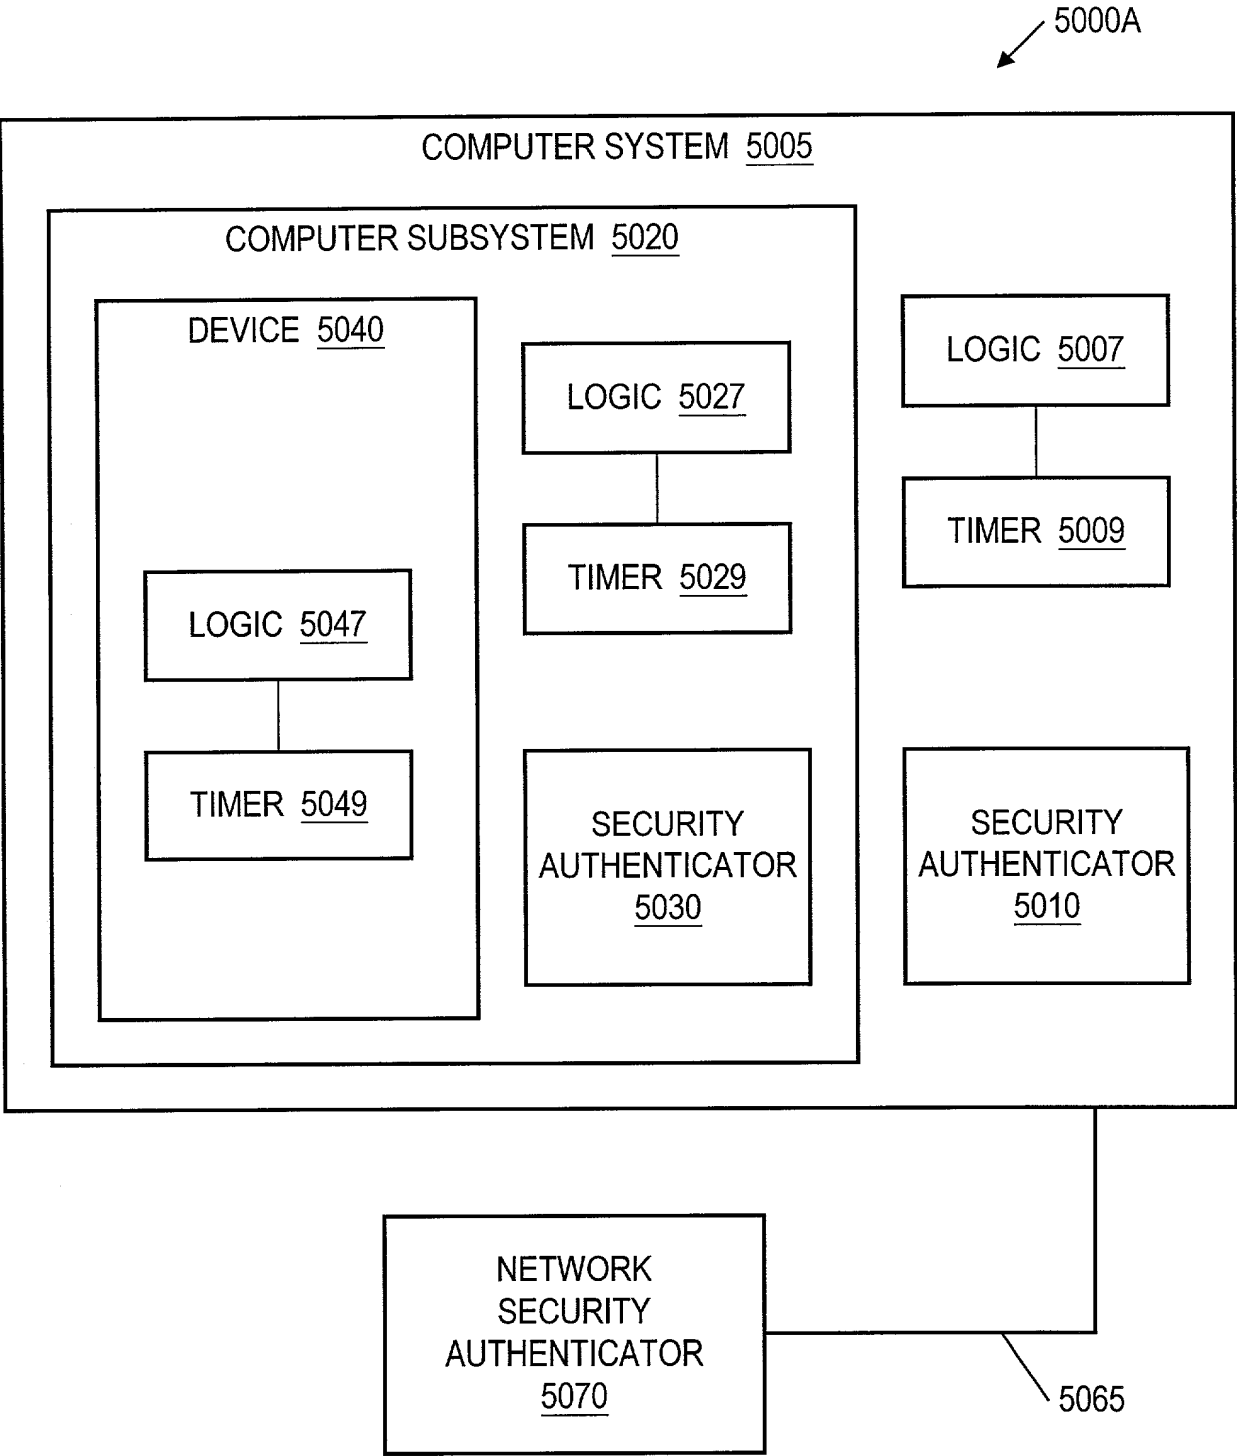 5000A
COMPUTER SYSTEM 5005
COMPUTER SUBSYSTEM 5020
DEVICE 5040
LOGIC 5047
TIMER 5049
LOGIC 5027
TIMER 5029
SECURITY
AUTHENTICATOR
5030
LOGIC 5007
TIMER 5009
SECURITY
AUTHENTICATOR
5010
NETWORK
SECURITY
AUTHENTICATOR
5070
5065